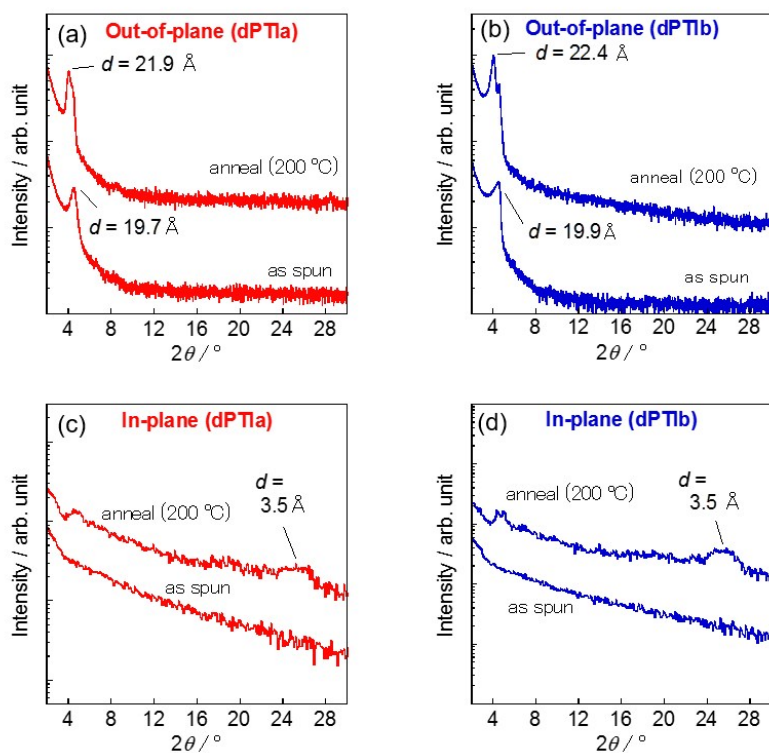 (a) Out-of-plane (dPTIa)
d = 21.9 Å
anneal (200 ºC)
d = 19.7 Å
as spun
Intensity / arb. unit
4 8 12 16 20 24 28
2θ / °
(b) Out-of-plane (dPTIb)
d = 22.4 Å
anneal (200 ºC)
d = 19.9 Å
as spun
Intensity / arb. unit
4 8 12 16 20 24 28
2θ / °
(c) In-plane (dPTIa)
d =
3.5 Å
anneal (200 ºC)
as spun
Intensity / arb. unit
4 8 12 16 20 24 28
2θ / °
(d) In-plane (dPTIb)
d =
3.5 Å
anneal (200 ºC)
as spun
Intensity / arb. unit
4 8 12 16 20 24 28
2θ / °